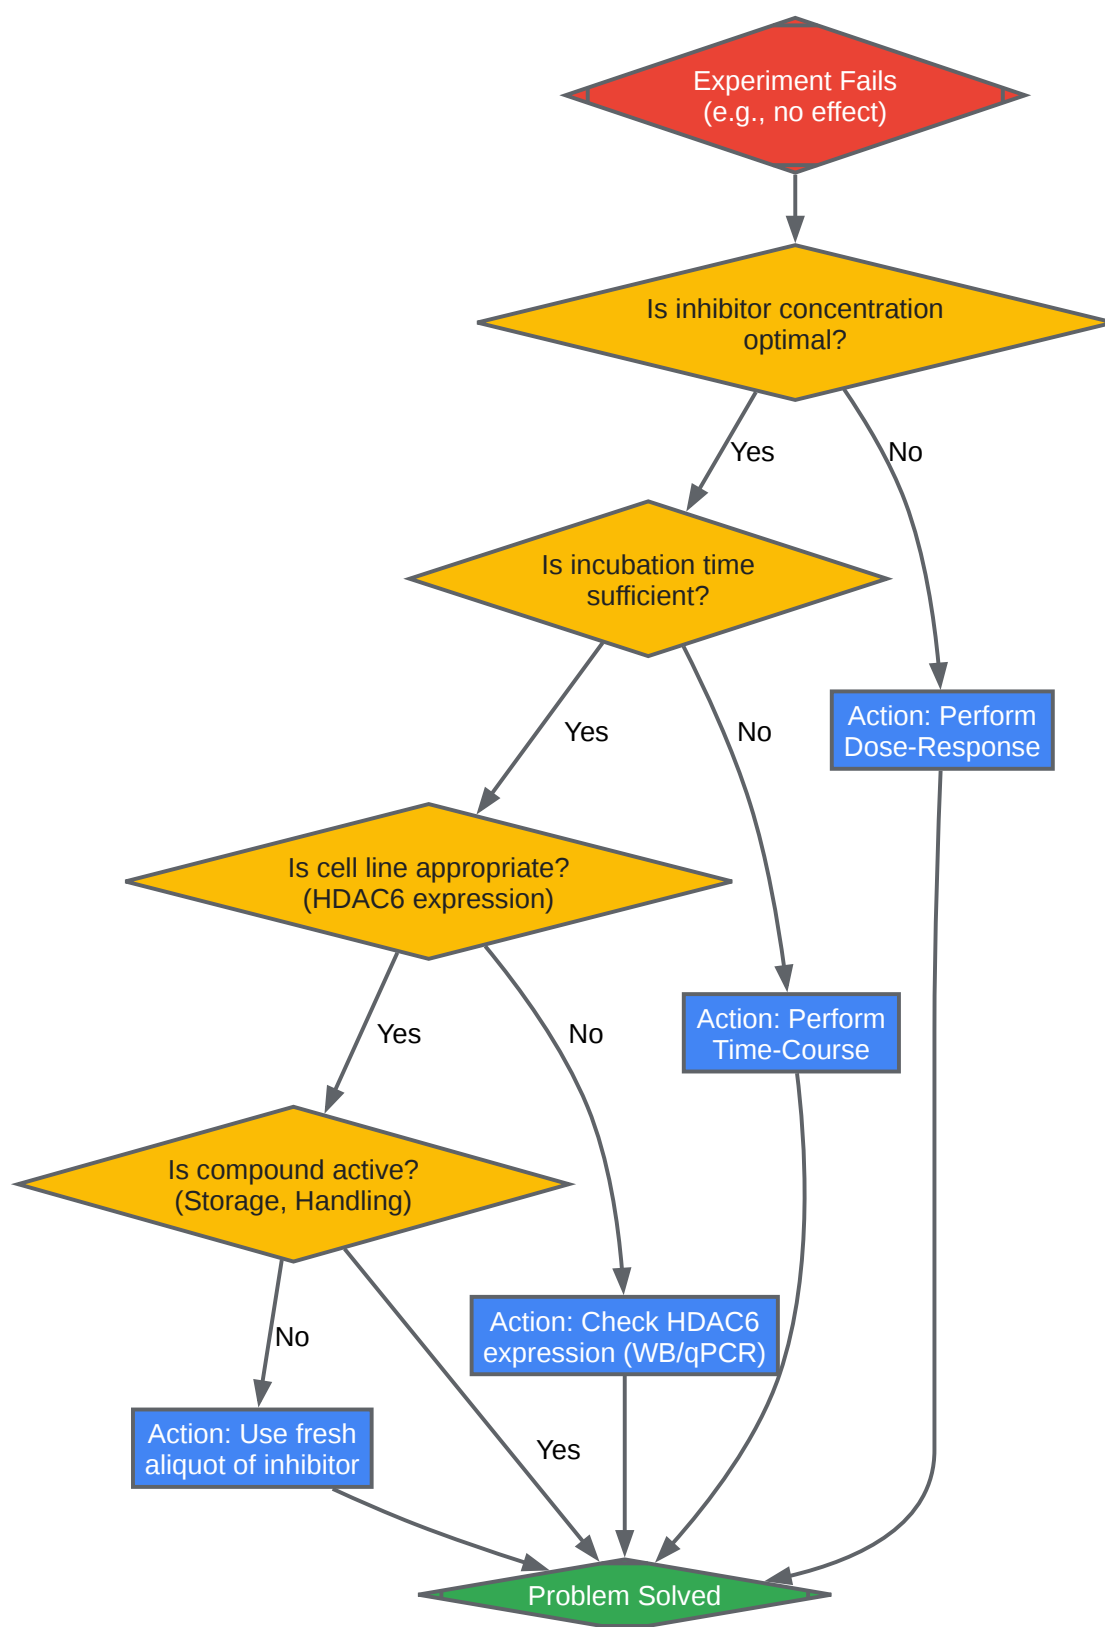 Experiment Fails
(e.g., no effect)
Is inhibitor concentration
optimal?
Yes
No
Is incubation time
sufficient?
Yes
No
Action: Perform
Dose-Response
Is cell line appropriate?
(HDAC6 expression)
Yes
No
Action: Perform
Time-Course
Is compound active?
(Storage, Handling)
No
Yes
Action: Check HDAC6
expression (WB/qPCR)
Action: Use fresh
aliquot of inhibitor
Problem Solved